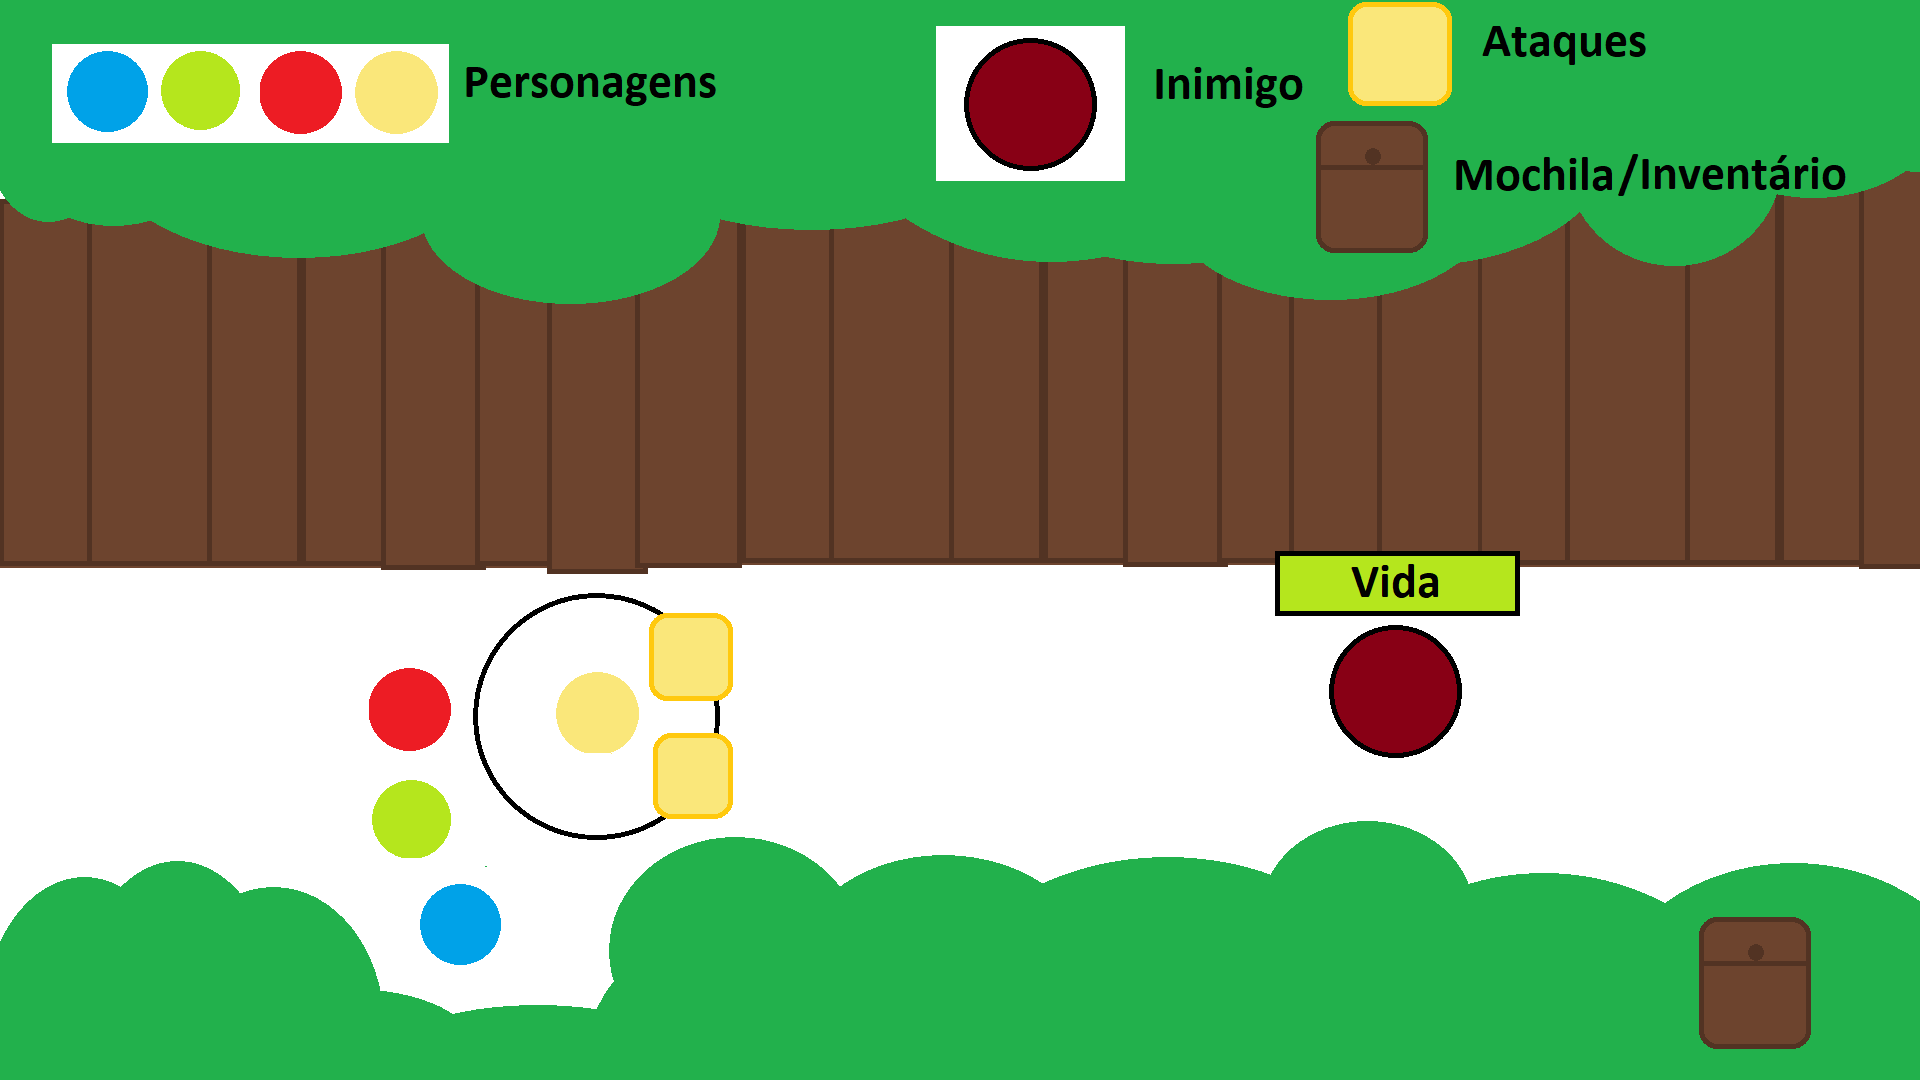 Personagens
Inimigo
Ataques
Mochila/Inventário
Vida